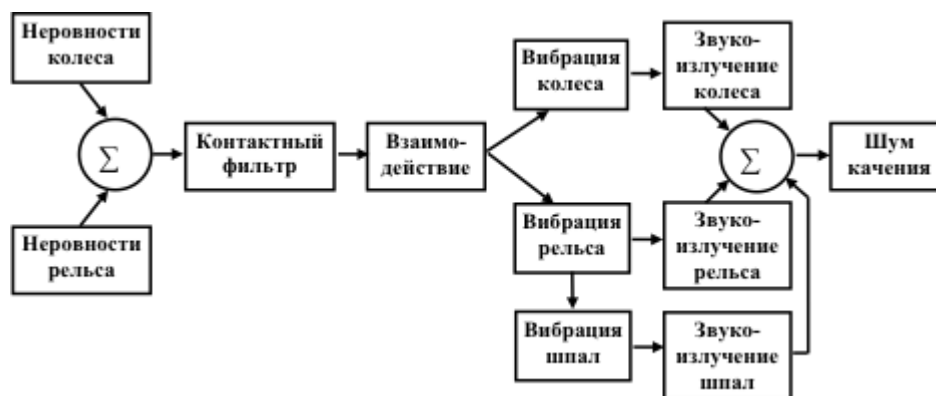 Неровности
колеса
∑
Неровности
рельса
Контактный
фильтр
Взаимо-
действие
Вибрация
колеса
Звуко-
излучение
колеса
Вибрация
рельса
Звуко-
излучение
рельса
Вибрация
шпал
Звуко-
излучение
шпал
∑
Шум
качения